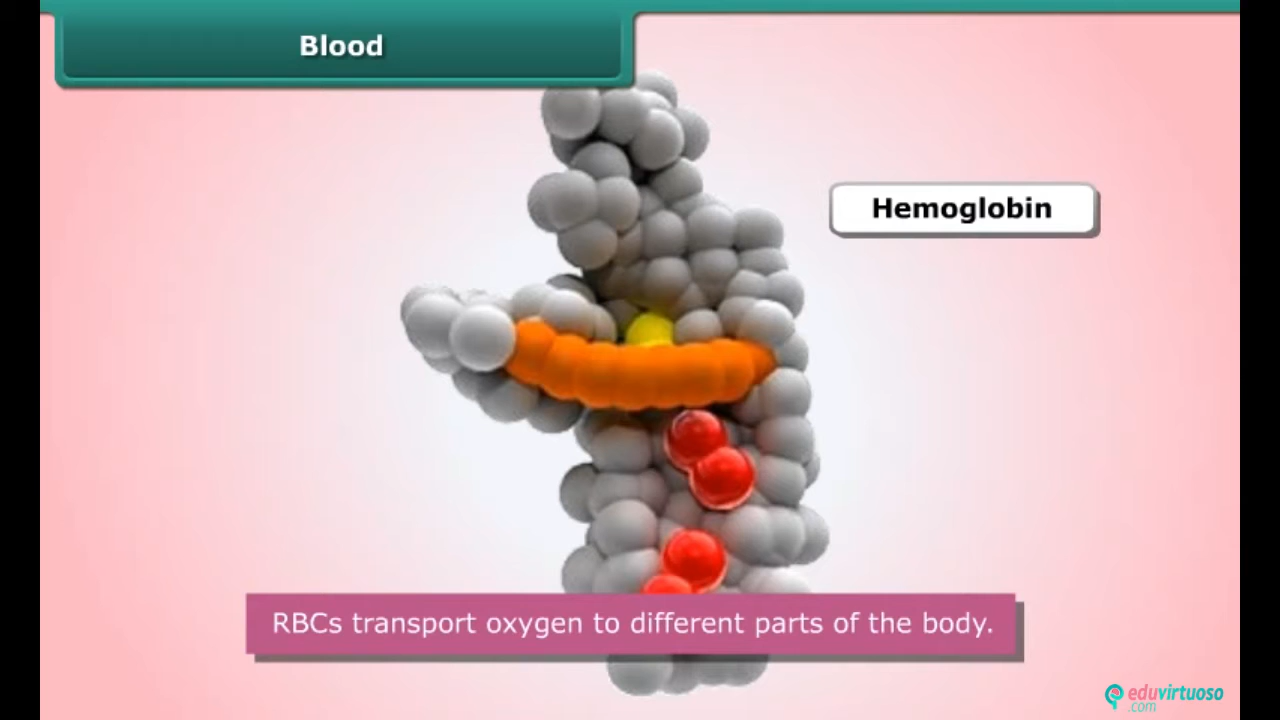 Blood
Hemoglobin
RBCs transport oxygen to different parts of the body.
eduvirtuoso
.com